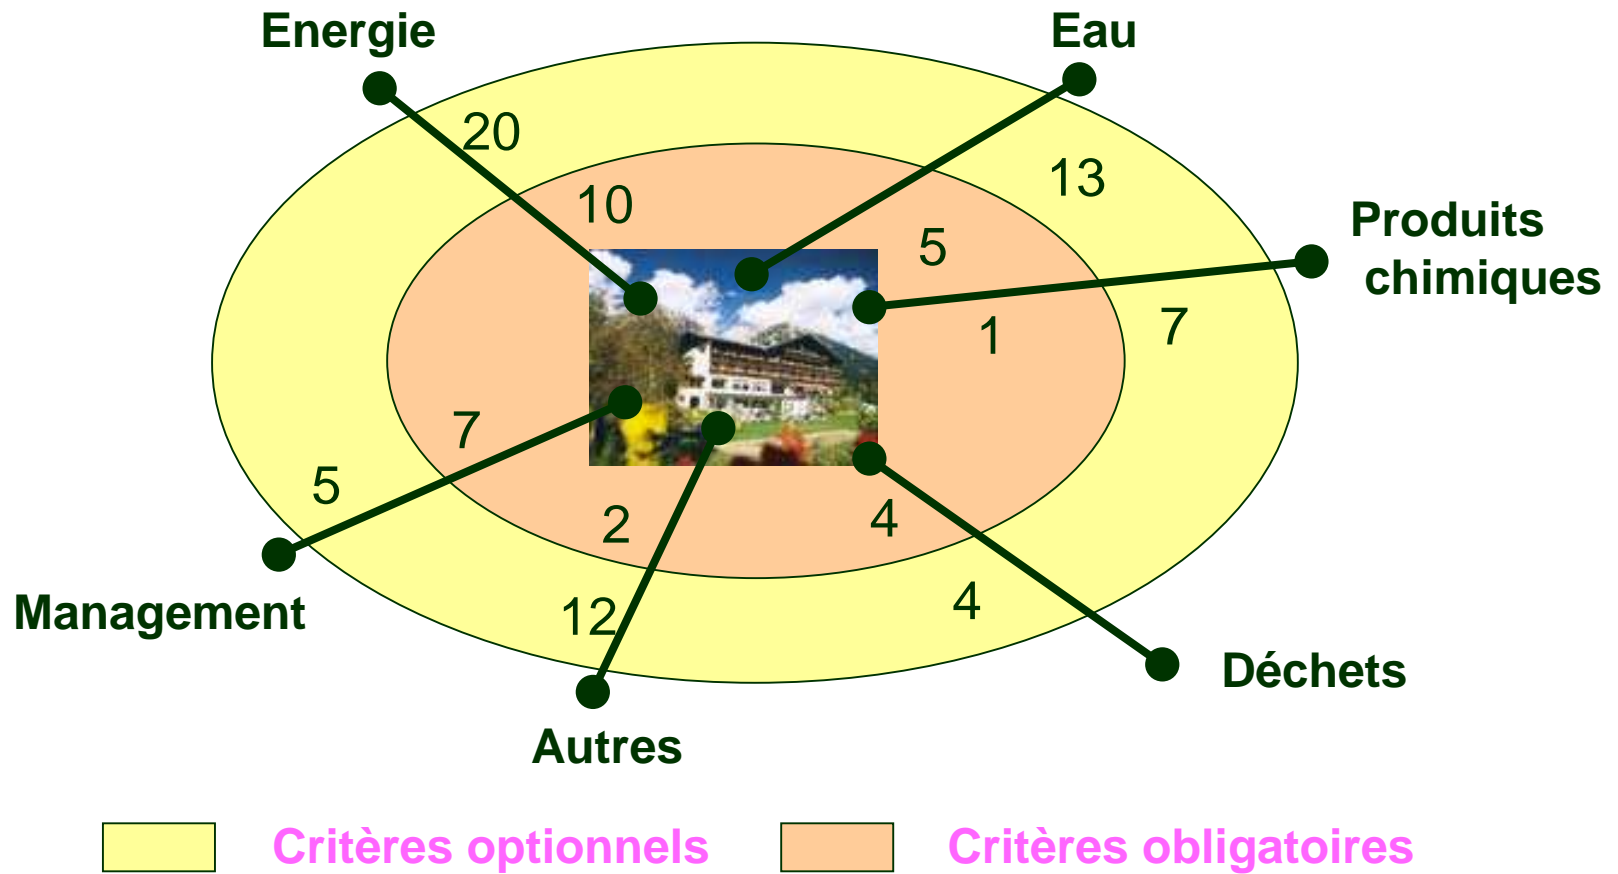 Energie
Eau
20
13
10
Produits
chimiques
5
1
7
7
5
2
4
12
4
Management
Déchets
Autres
Critères optionnels
Critères obligatoires